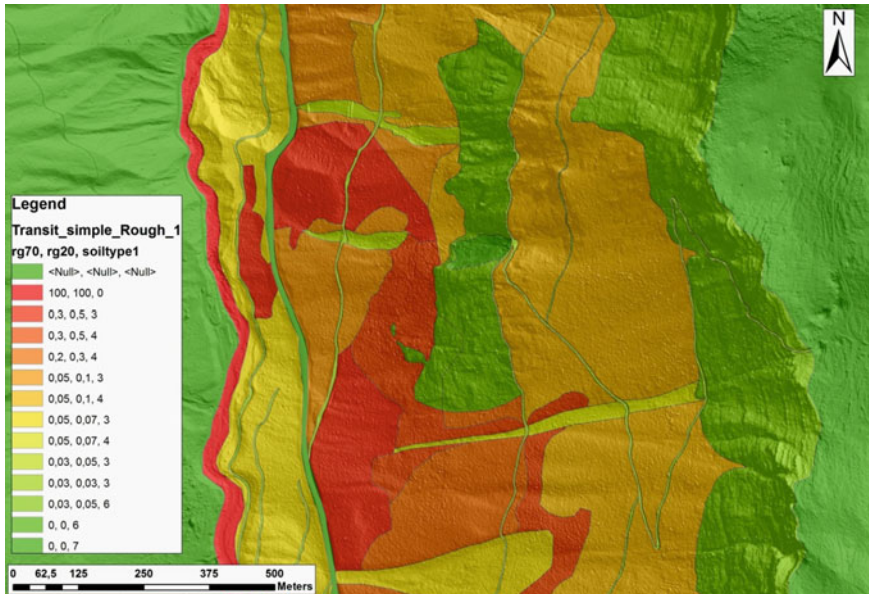 N
Legend
Transit_simple_Rough_1
rg70, rg20, soiltype1
<Null>, <Null>, <Null>
100, 100, 0
0,3, 0,5, 3
0,3, 0,5, 4
0,2, 0,3, 4
0,05, 0,1, 3
0,05, 0,1, 4
0,05, 0,07, 3
0,05, 0,07, 4
0,03, 0,05, 3
0,03, 0,03, 3
0,03, 0,05, 6
0, 0, 6
0, 0, 7
0 62,5 125 250 375 500
Meters